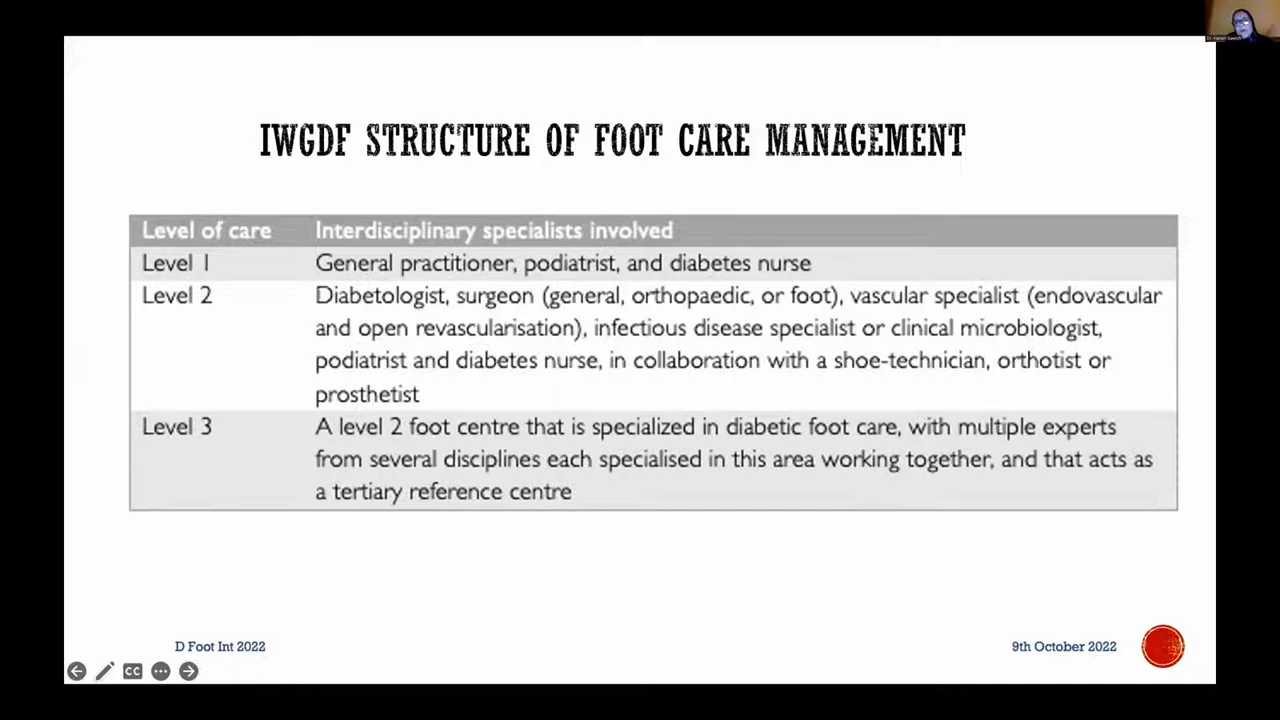 IWGDF STRUCTURE OF FOOT CARE MANAGEMENT
Level of care Interdisciplinary specialists involved
Level 1 General practitioner, podiatrist, and diabetes nurse
Level 2 Diabetologist, surgeon (general, orthopaedic, or foot), vascular specialist (endovascular
and open revascularisation), infectious disease specialist or clinical microbiologist,
podiatrist and diabetes nurse, in collaboration with a shoe-technician, orthotist or
prosthetist
Level 3 A level 2 foot centre that is specialized in diabetic foot care, with multiple experts
from several disciplines each specialised in this area working together, and that acts as
a tertiary reference centre
D Foot Int 2022 9th October 2022
CC